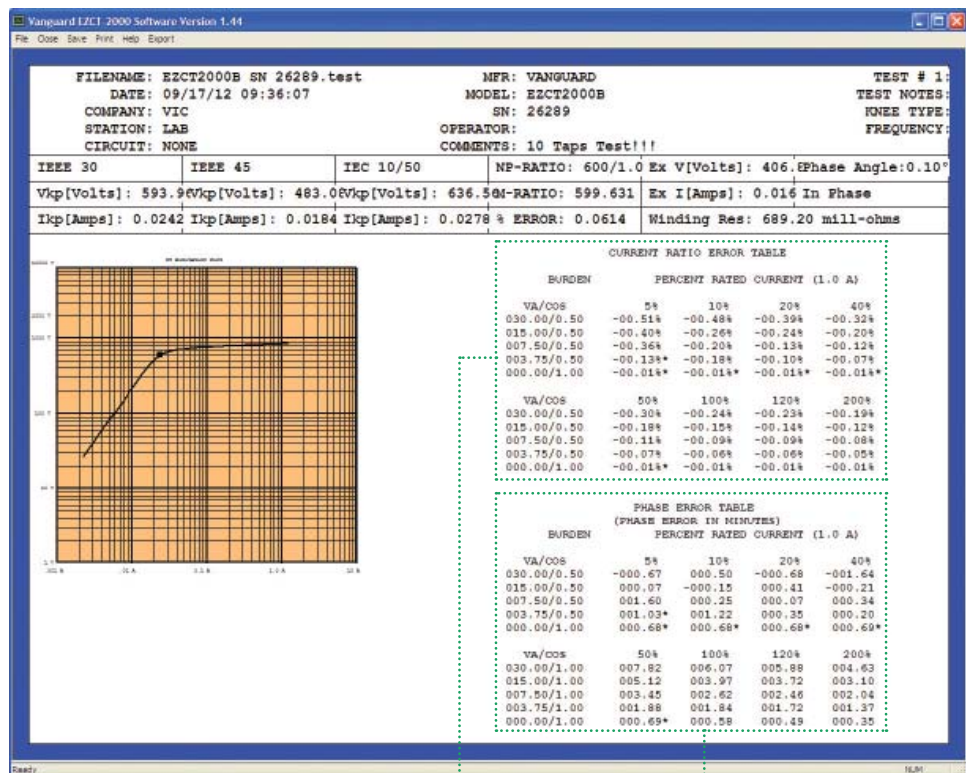 Vanguard EZCT-2000 Software Version 1.44
File Close Save Print Help Export
FILENAME: EZCT2000B SN 26289.test MFR: VANGUARD TEST # 1:
DATE: 09/17/12 09:36:07 MODEL: EZCT2000B TEST NOTES:
COMPANY: VIC SN: 26289 KNEE TYPE:
STATION: LAB OPERATOR: FREQUENCY:
CIRCUIT: NONE COMMENTS: 10 Taps Test!!!
IEEE 30 IEEE 45 IEC 10/50 NP-RATIO: 600/1.0 Ex V[Volts]: 406. Phase Angle:0.10°
Vkp[Volts]: 593.9 Vkp[Volts]: 483.0 Vkp[Volts]: 636.5 M-RATIO: 599.631 Ex I[Amps]: 0.016 In Phase
Ikp[Amps]: 0.0242 Ikp[Amps]: 0.0184 Ikp[Amps]: 0.0278 % ERROR: 0.0614 Winding Res: 689.20 mill-ohms
CURRENT RATIO ERROR TABLE
BURDEN PERCENT RATED CURRENT (1.0 A)
VA/COS 5% 10% 20% 40%
030.00/0.50 -00.51% -00.48% -00.39% -00.32%
015.00/0.50 -00.40% -00.26% -00.24% -00.20%
007.50/0.50 -00.36% -00.20% -00.13% -00.12%
003.75/0.50 -00.13%* -00.18% -00.10% -00.07%
000.00/1.00 -00.01%* -00.01%* -00.01%* -00.01%*
VA/COS 50% 100% 120% 200%
030.00/0.50 -00.30% -00.24% -00.23% -00.19%
015.00/0.50 -00.18% -00.15% -00.14% -00.12%
007.50/0.50 -00.11% -00.09% -00.09% -00.08%
003.75/0.50 -00.07% -00.06% -00.06% -00.05%
000.00/1.00 -00.01%* -00.01% -00.01% -00.01%
PHASE ERROR TABLE
(PHASE ERROR IN MINUTES)
BURDEN PERCENT RATED CURRENT (1.0 A)
VA/COS 5% 10% 20% 40%
030.00/0.50 -000.67 000.50 -000.68 -001.64
015.00/0.50 000.07 -000.15 000.41 -000.21
007.50/0.50 001.60 000.25 000.07 000.34
003.75/0.50 001.03* 001.22 000.35 000.20
000.00/1.00 000.68* 000.68* 000.68* 000.69*
VA/COS 50% 100% 120% 200%
030.00/1.00 007.82 006.07 005.88 004.63
015.00/1.00 005.12 003.97 003.72 003.10
007.50/1.00 003.45 002.62 002.46 002.04
003.75/1.00 001.88 001.84 001.72 001.37
000.00/1.00 000.69* 000.58 000.49 000.35
Ready NUM